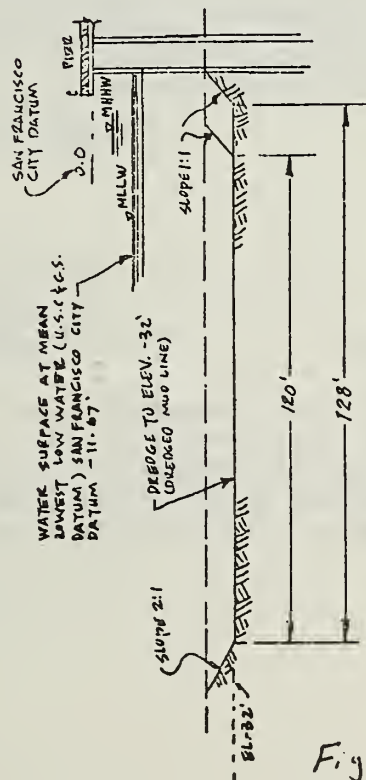 SAN FRANCISCO
CITY DATUM
0.0
PIER
MHHW
MLLW
WATER SURFACE AT MEAN
LOWEST LOW WATER (U.S.C & G.S.
DATUM) SAN FRANCISCO CITY
DATUM -11.67'
SLOPE 1:1
DREDGE TO ELEV. -32'
(DREDGED MUD LINE)
SLOPE 2:1
EL-32'
120'
128'
Fig